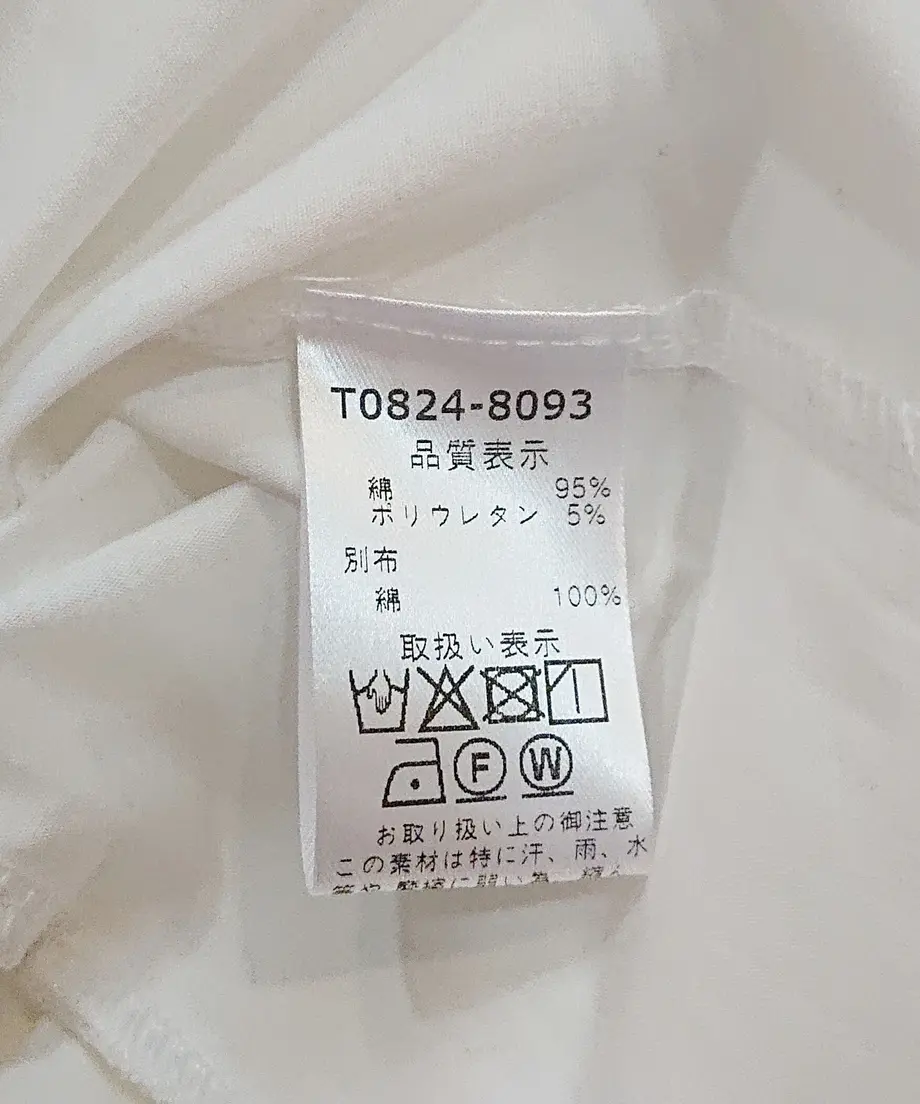 T0824-8093
品質表示
綿 95%
ポリウレタン 5%
別布
綿 100%
取扱い表示
F W
お取り扱い上の御注意
この素材は特に汗、雨、水